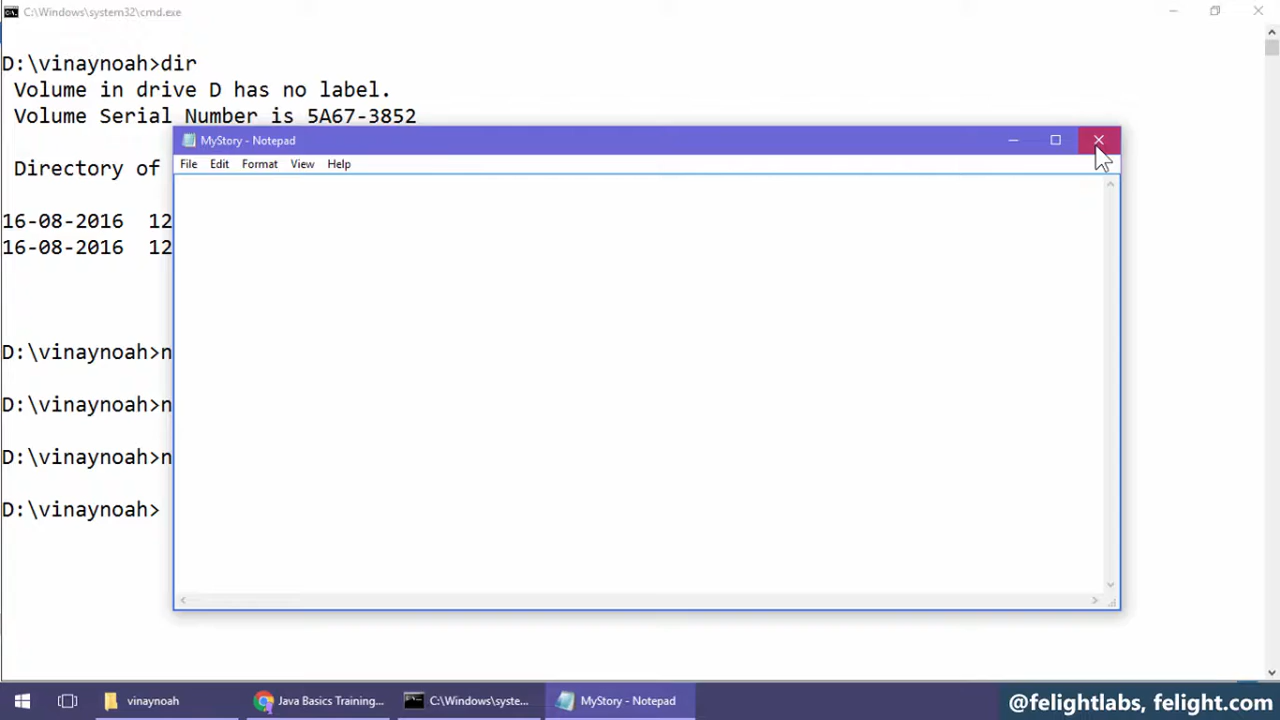 C:\Windows\system32\cmd.exe
D:\vinaynoah>dir
Volume in drive D has no label.
Volume Serial Number is 5A67-3852
MyStory - Notepad
File Edit Format View Help
Directory of
16-08-2016 12
16-08-2016 12
D:\vinaynoah>n
D:\vinaynoah>n
D:\vinaynoah>n
D:\vinaynoah>
vinaynoah
Java Basics Training...
C:\Windows\syste...
MyStory - Notepad
@felightlabs, felight.com